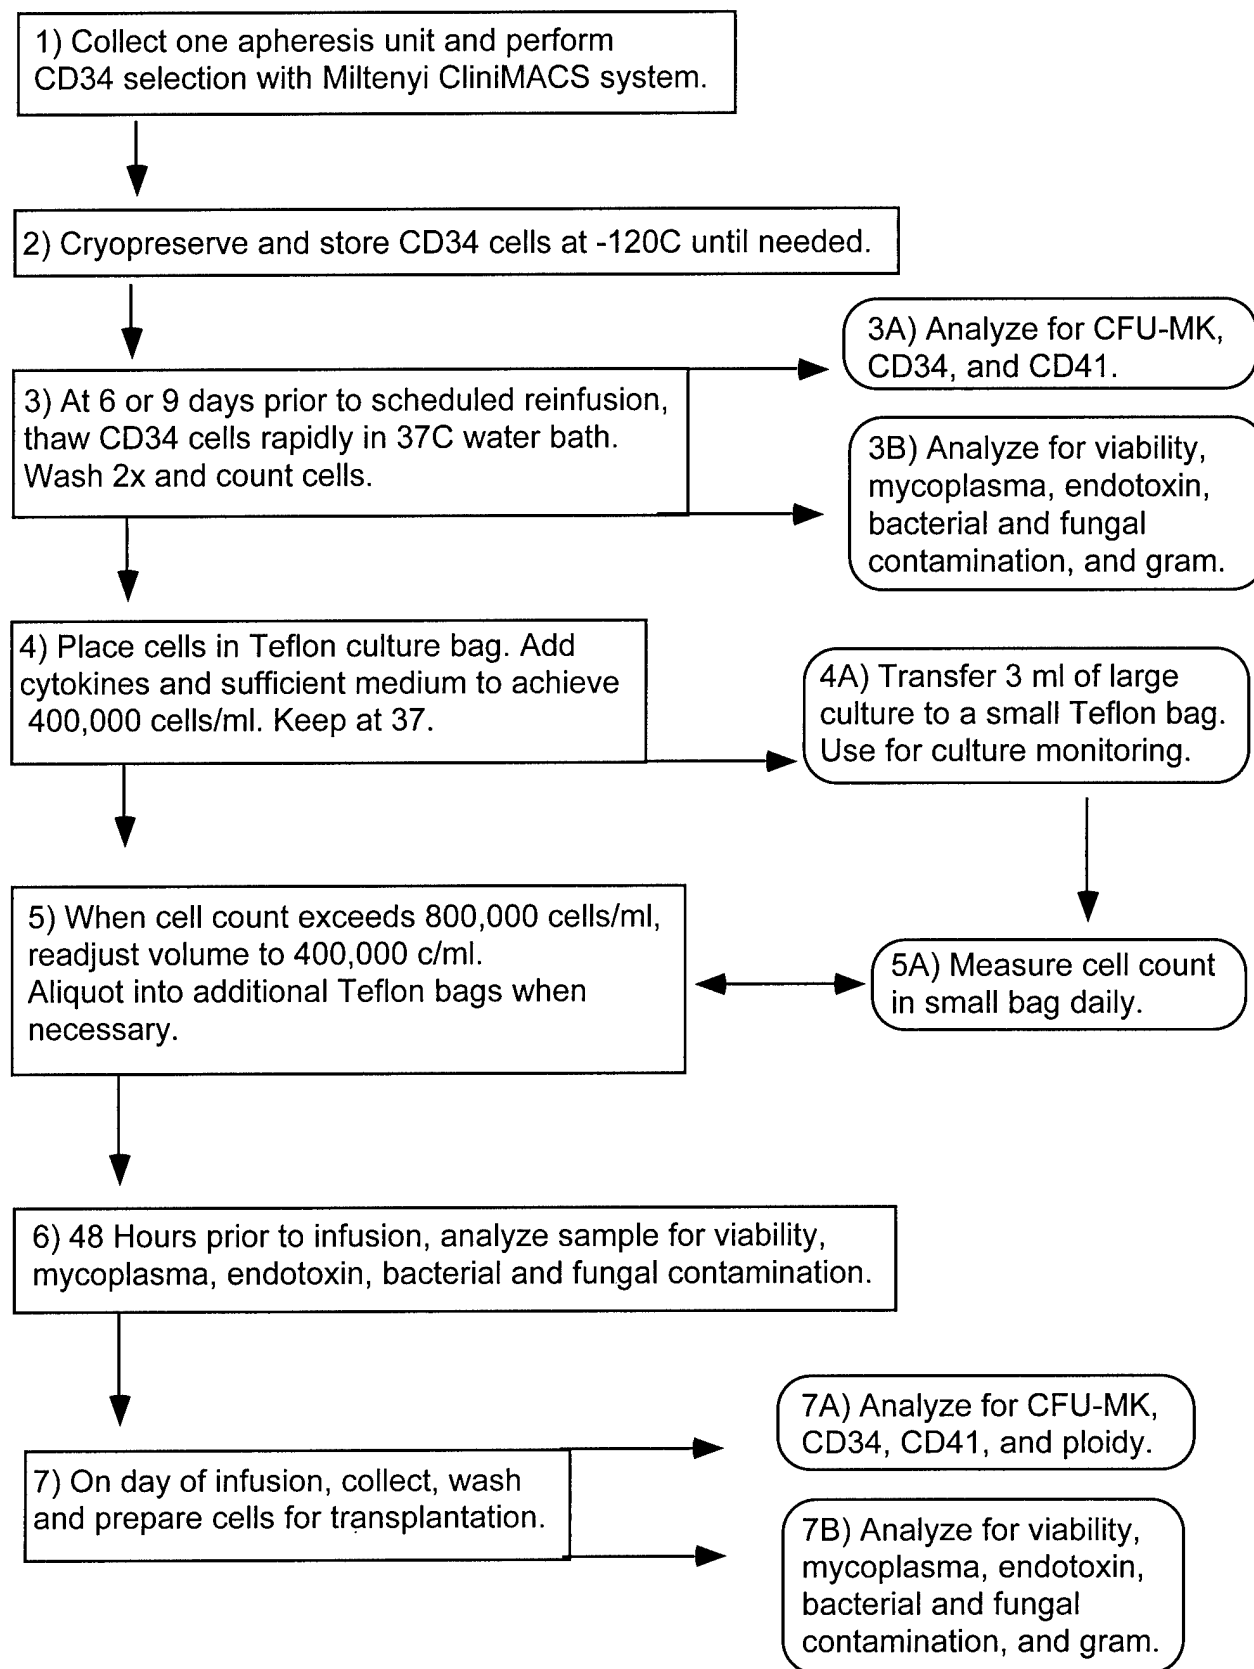 1) Collect one apheresis unit and perform
CD34 selection with Miltenyi CliniMACS system.
2) Cryopreserve and store CD34 cells at -120C until needed.
3) At 6 or 9 days prior to scheduled reinfusion,
thaw CD34 cells rapidly in 37C water bath.
Wash 2x and count cells.
3A) Analyze for CFU-MK,
CD34, and CD41.
3B) Analyze for viability,
mycoplasma, endotoxin,
bacterial and fungal
contamination, and gram.
4) Place cells in Teflon culture bag. Add
cytokines and sufficient medium to achieve
400,000 cells/ml. Keep at 37.
4A) Transfer 3 ml of large
culture to a small Teflon bag.
Use for culture monitoring.
5) When cell count exceeds 800,000 cells/ml,
readjust volume to 400,000 c/ml.
Aliquot into additional Teflon bags when
necessary.
5A) Measure cell count
in small bag daily.
6) 48 Hours prior to infusion, analyze sample for viability,
mycoplasma, endotoxin, bacterial and fungal contamination.
7) On day of infusion, collect, wash
and prepare cells for transplantation.
7A) Analyze for CFU-MK,
CD34, CD41, and ploidy.
7B) Analyze for viability,
mycoplasma, endotoxin,
bacterial and fungal
contamination, and gram.